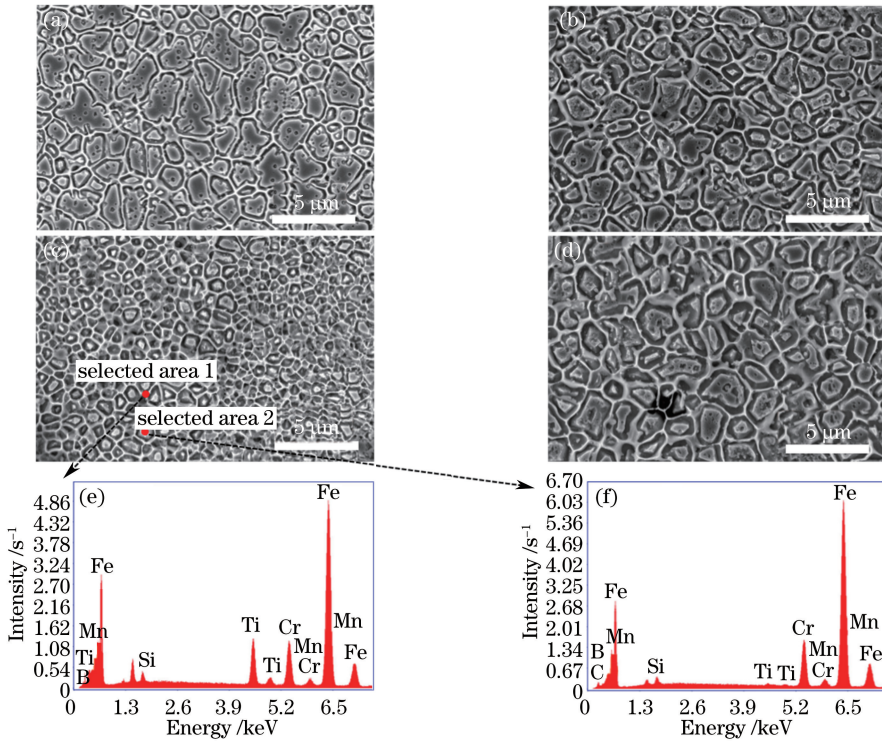 (a)
5 μm
(b)
5 μm
(c)
selected area 1
selected area 2
5 μm
(d)
5 μm
(e)
Intensity /s⁻¹
4.86
4.32
3.78
3.24
2.70
2.16
1.62
1.08
0.54
0
Fe
Fe
Mn
Ti
B
Si
Ti
Ti
Cr
Mn
Cr
Mn
Fe
1.3 2.6 3.9 5.2 6.5
Energy /keV
(f)
Intensity /s⁻¹
6.70
6.03
5.36
4.69
4.02
3.25
2.68
2.01
1.34
0.67
0
Fe
Fe
B
Mn
C
Si
Ti
Ti
Cr
Mn
Cr
Mn
Fe
1.3 2.6 3.9 5.2 6.5
Energy /keV